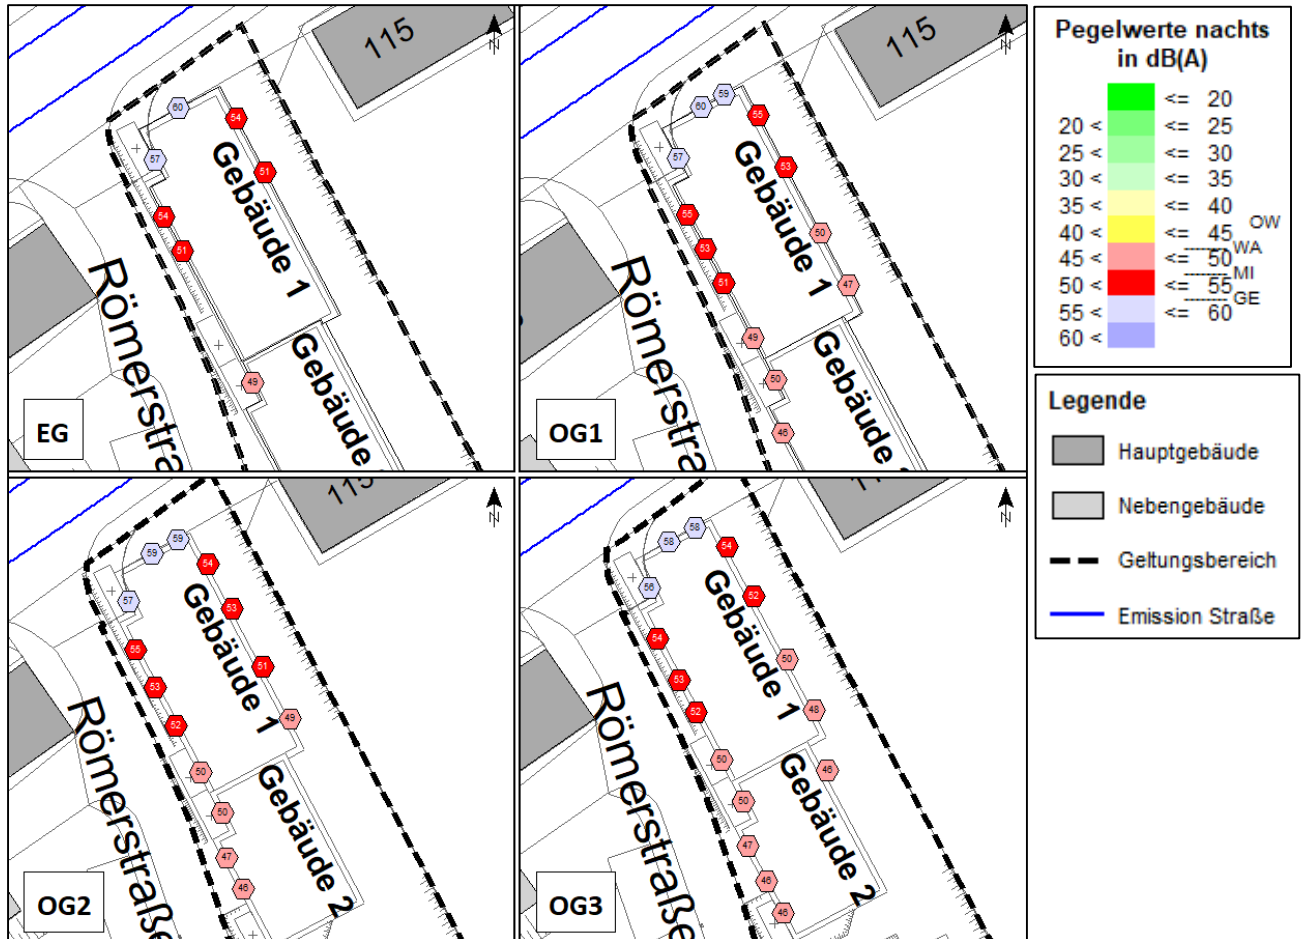 115
N
60
54
57
51
54
51
49
Gebäude 1
Gebäude
Römerstra
EG
115
N
59
60
55
57
53
55
53
50
51
47
49
50
46
Gebäude 1
Gebäude
Römerstra
OG1
115
N
59
59
54
57
53
55
51
53
49
52
50
50
47
46
Gebäude 1
Gebäude 2
Römerstraße
OG2
N
58
58
54
56
52
54
50
53
48
52
50
46
50
47
46
46
Gebäude 1
Gebäude 2
Römerstraße
OG3
Pegelwerte nachts
in dB(A)
<= 20
20 < <= 25
25 < <= 30
30 < <= 35
35 < <= 40
40 < <= 45 OW
WA
45 < <= 50
MI
50 < <= 55
GE
55 < <= 60
60 <
Legende
Hauptgebäude
Nebengebäude
Geltungsbereich
Emission Straße